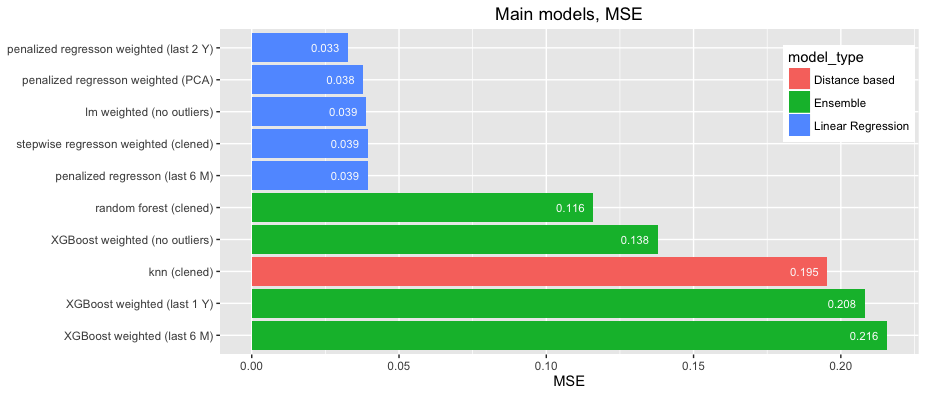 Main models, MSE
penalized regresson weighted (last 2 Y)
0.033
penalized regresson weighted (PCA)
0.038
lm weighted (no outliers)
0.039
stepwise regresson weighted (clened)
0.039
penalized regresson (last 6 M)
0.039
random forest (clened)
0.116
XGBoost weighted (no outliers)
0.138
knn (clened)
0.195
XGBoost weighted (last 1 Y)
0.208
XGBoost weighted (last 6 M)
0.216
model_type
Distance based
Ensemble
Linear Regression
0.00 0.05 0.10 0.15 0.20
MSE